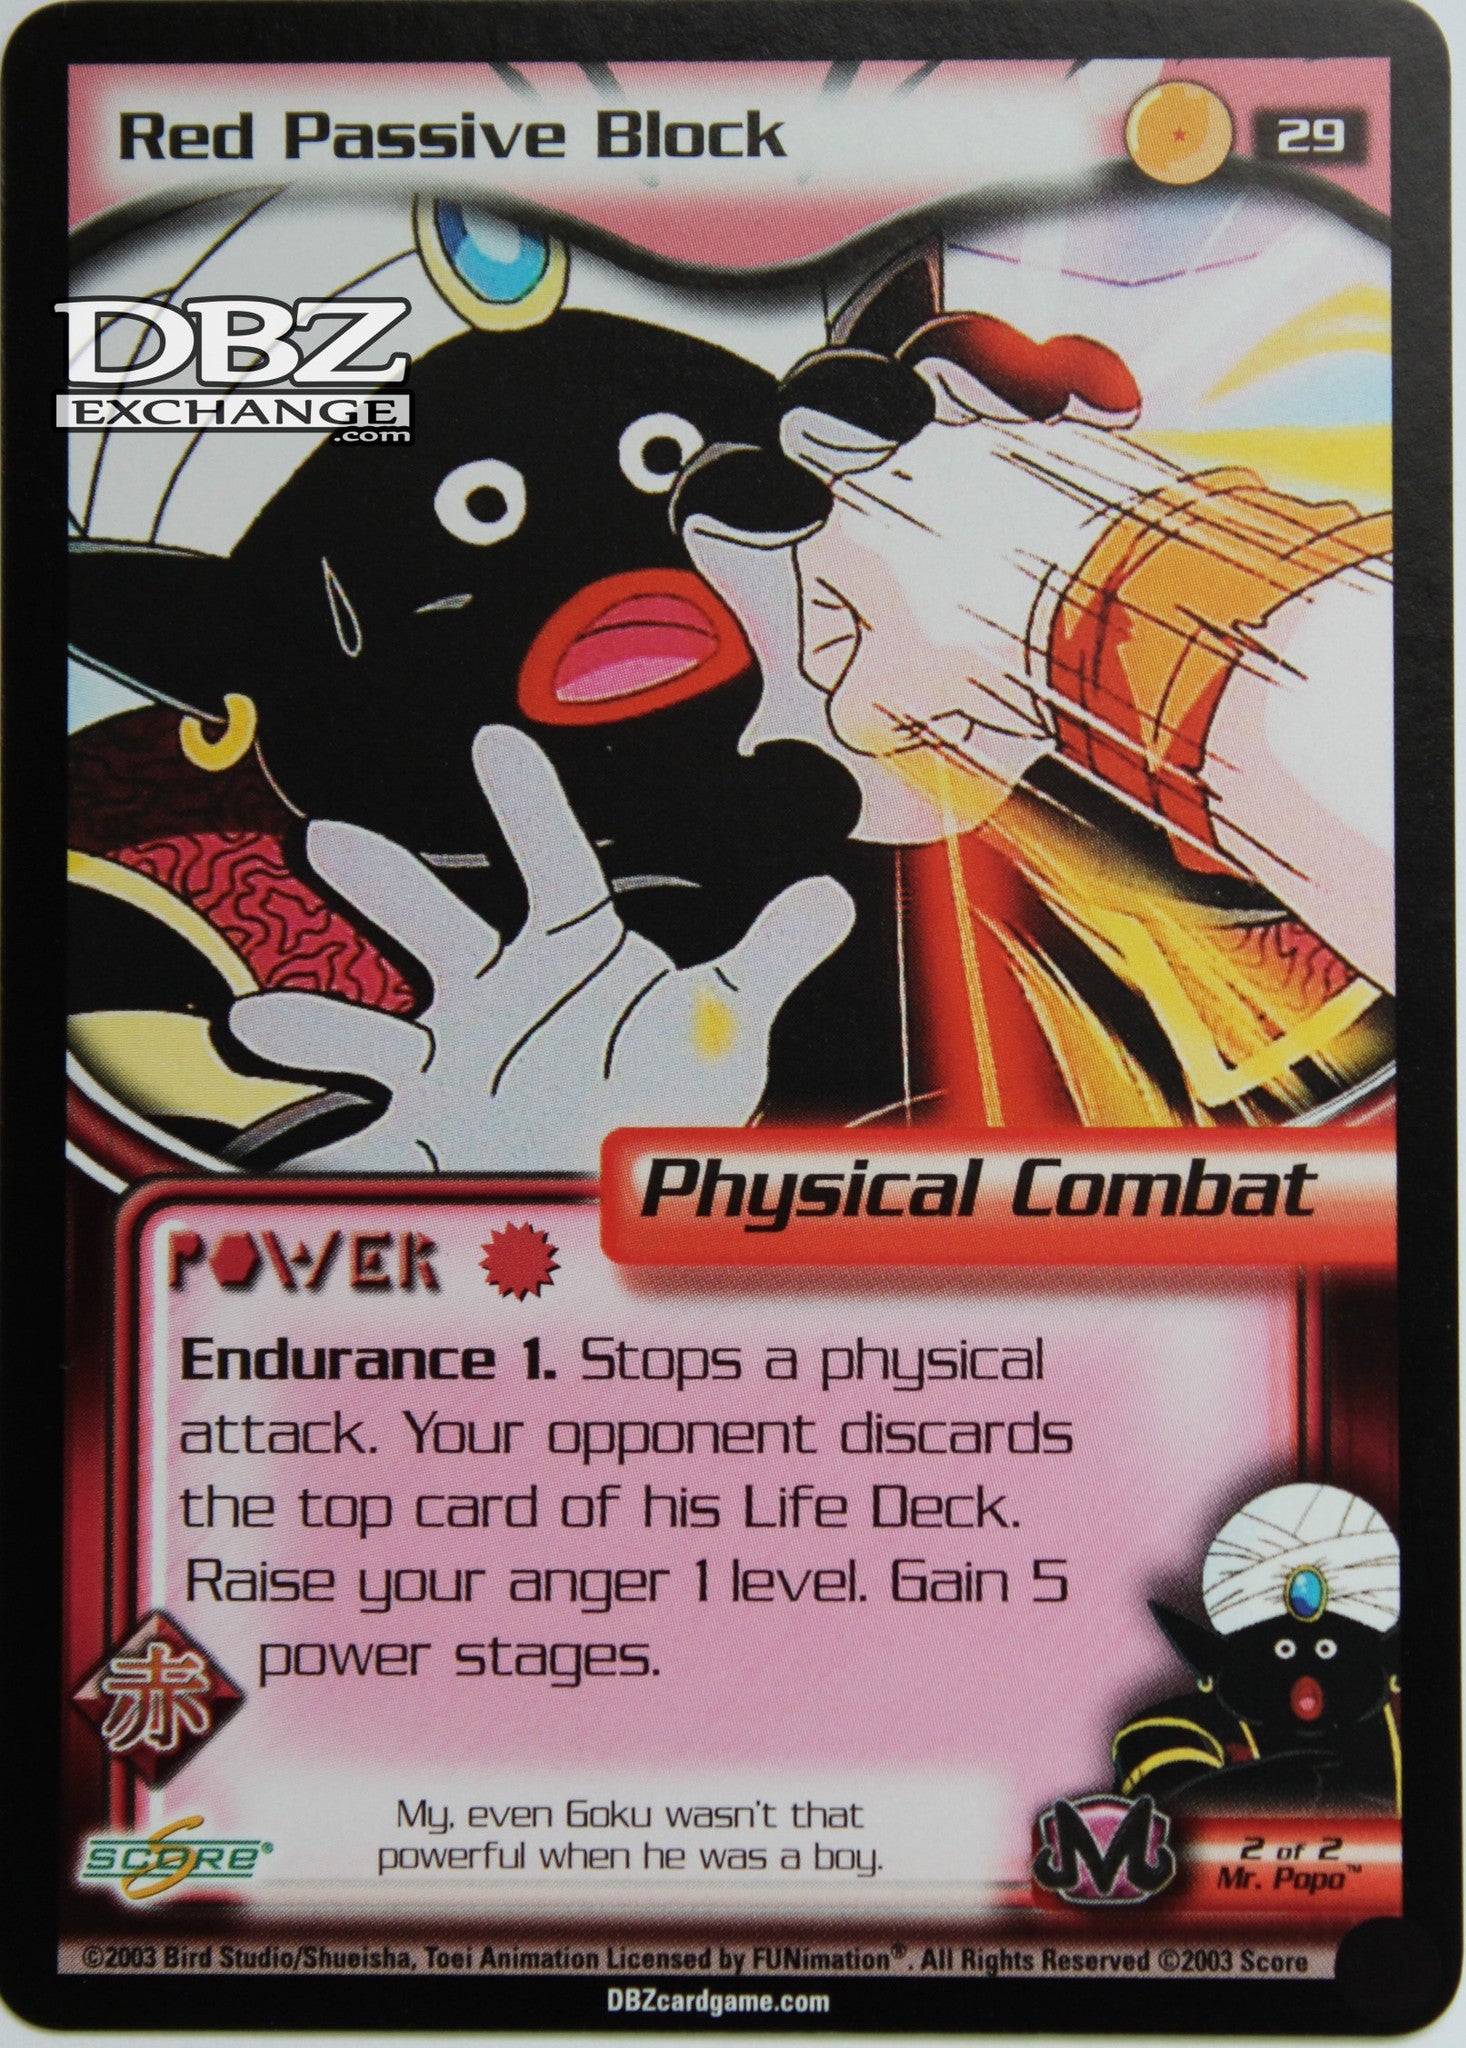 Red Passive Block
29
DBZ
EXCHANGE
.com
Physical Combat
POWER
Endurance 1. Stops a physical
attack. Your opponent discards
the top card of his Life Deck.
Raise your anger 1 level. Gain 5
power stages.
赤
My, even Goku wasn't that
powerful when he was a boy.
SCORE®
M
2 of 2
Mr. Popo™
©2003 Bird Studio/Shueisha, Toei Animation Licensed by FUNimation®. All Rights Reserved ©2003 Score
DBZcardgame.com